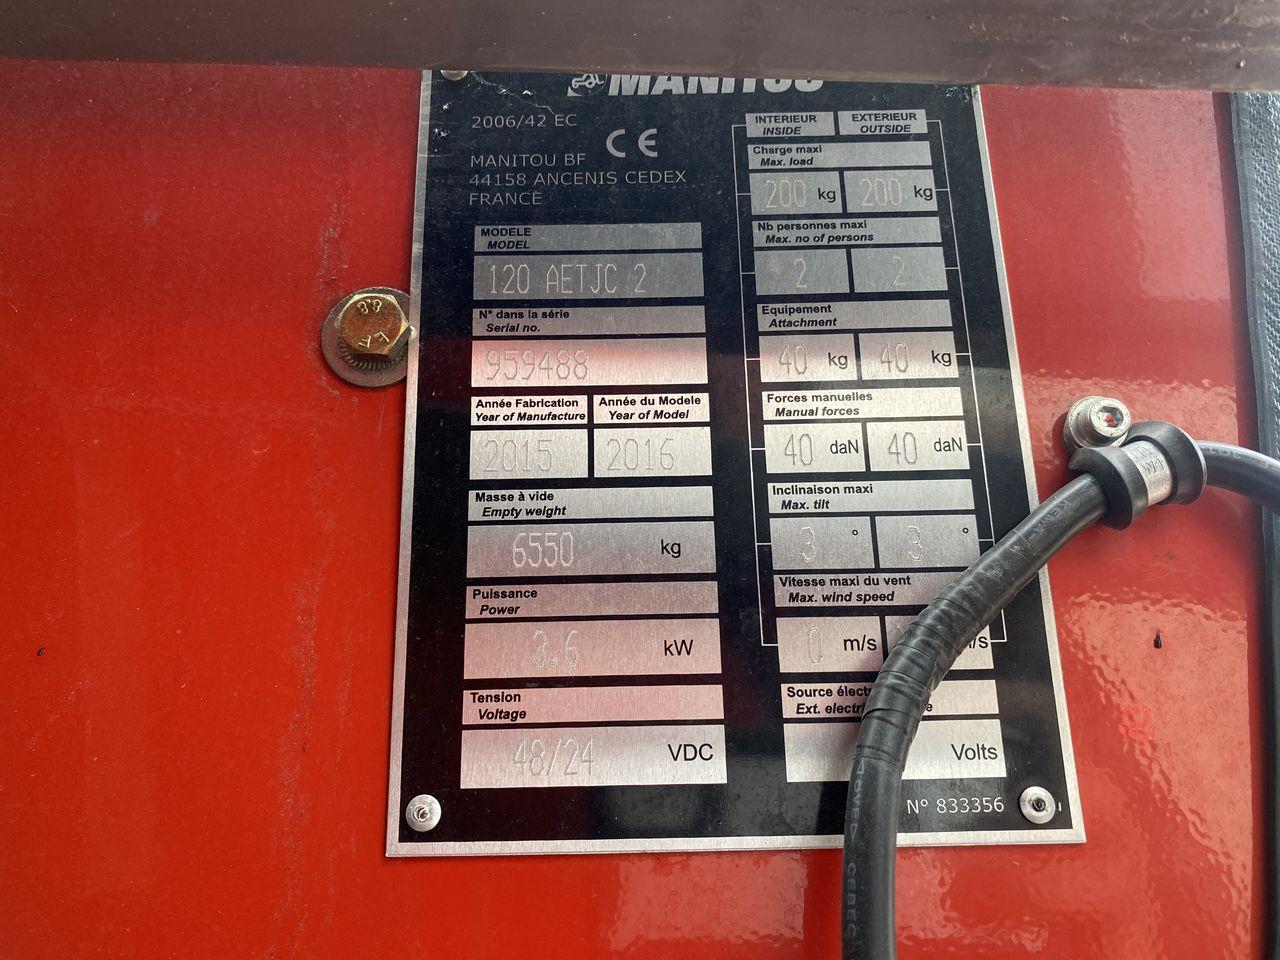 MANITOU
2006/42 EC
CE
MANITOU BF
44158 ANCENIS CEDEX
FRANCE
MODELE
MODEL
120 AETJC 2
N° dans la série
Serial no.
959488
Année Fabrication
Year of Manufacture
Année du Modele
Year of Model
2015
2016
Masse à vide
Empty weight
6550 kg
Puissance
Power
3.6 kW
Tension
Voltage
48/24 VDC
INTERIEUR
INSIDE
EXTERIEUR
OUTSIDE
Charge maxi
Max. load
200 kg 200 kg
Nb personnes maxi
Max. no of persons
2 2
Equipement
Attachment
40 kg 40 kg
Forces manuelles
Manual forces
40 daN 40 daN
Inclinaison maxi
Max. tilt
3 ° 3 °
Vitesse maxi du vent
Max. wind speed
0 m/s
Source
Ext.
Volts
N° 833356
8.8